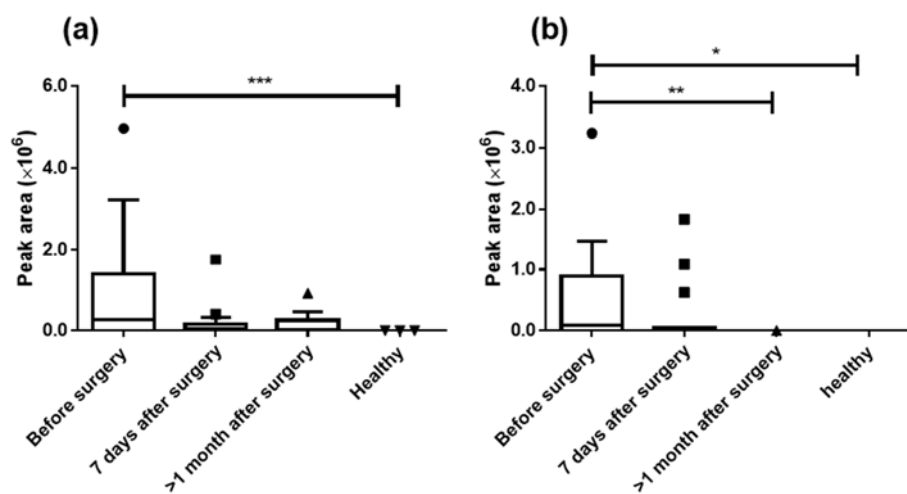 (a)
***
6.0
4.0
2.0
0.0
Peak area (×10⁶)
Before surgery
7 days after surgery
>1 month after surgery
Healthy
(b)
*
**
4.0
3.0
2.0
1.0
0.0
Peak area (×10⁶)
Before surgery
7 days after surgery
>1 month after surgery
healthy